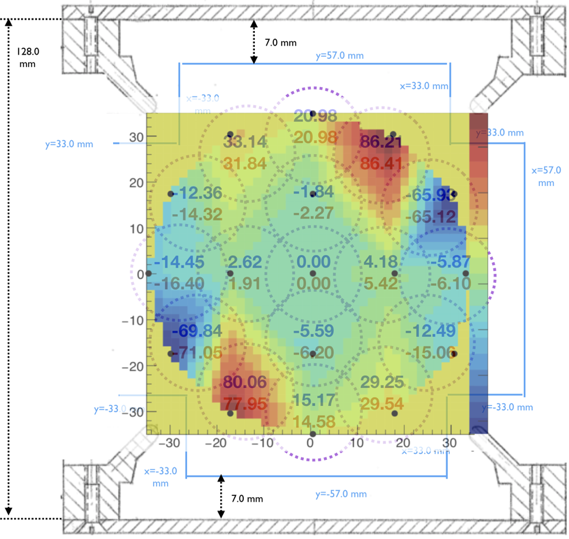 128.0
mm
7.0 mm
y=57.0 mm
x=33.0 mm
x=-33.0
mm
y=33.0 mm
y=33.0 mm
x=57.0
mm
20.98
20.98
33.14
31.84
86.21
86.41
-12.36
-14.32
-1.84
-2.27
-65.12
-14.45
-16.40
2.62
1.91
0.00
0.00
4.18
5.42
-5.87
-6.10
-69.84
-71.05
-5.59
-6.20
-12.49
80.06
77.95
15.17
14.58
29.25
29.54
30
20
10
0
−10
−20
−30
−30
−20
−10
0
10
20
30
y=-33.0
y=-33.0 mm
x=-33.0
mm
x=33.0 mm
y=-57.0 mm
7.0 mm